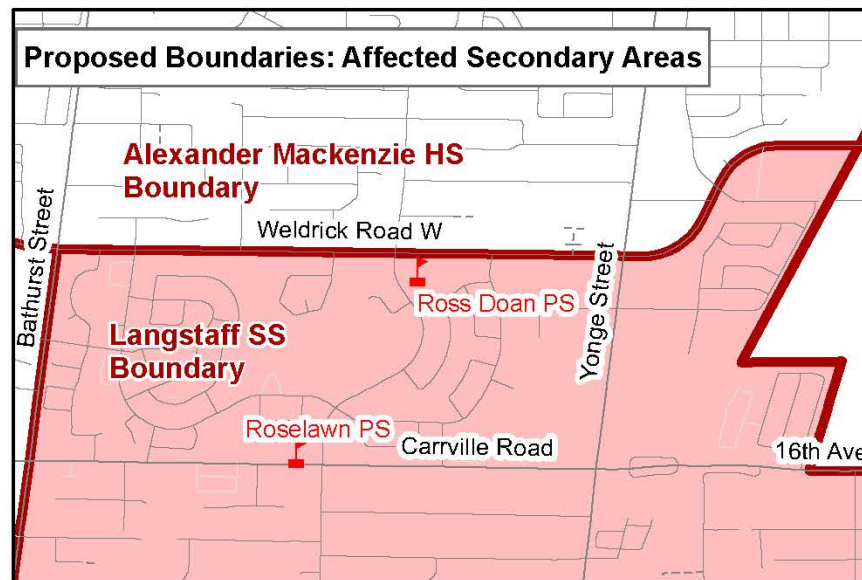 Proposed Boundaries: Affected Secondary Areas
Alexander Mackenzie HS
Boundary
Bathurst Street
Weldrick Road W
Ross Doan PS
Yonge Street
Langstaff SS
Boundary
Roselawn PS
Carrville Road
16th Ave